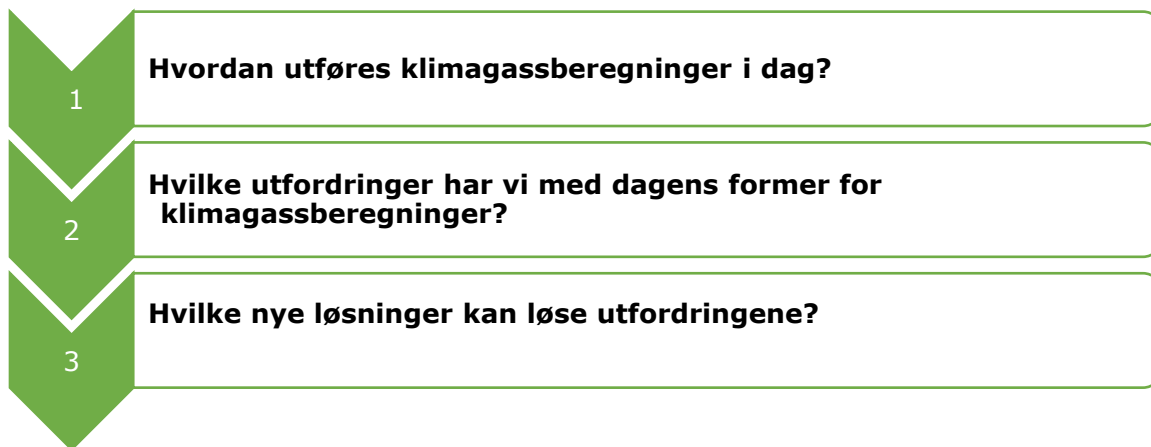 1
Hvordan utføres klimagassberegninger i dag?
2
Hvilke utfordringer har vi med dagens former for
klimagassberegninger?
3
Hvilke nye løsninger kan løse utfordringene?